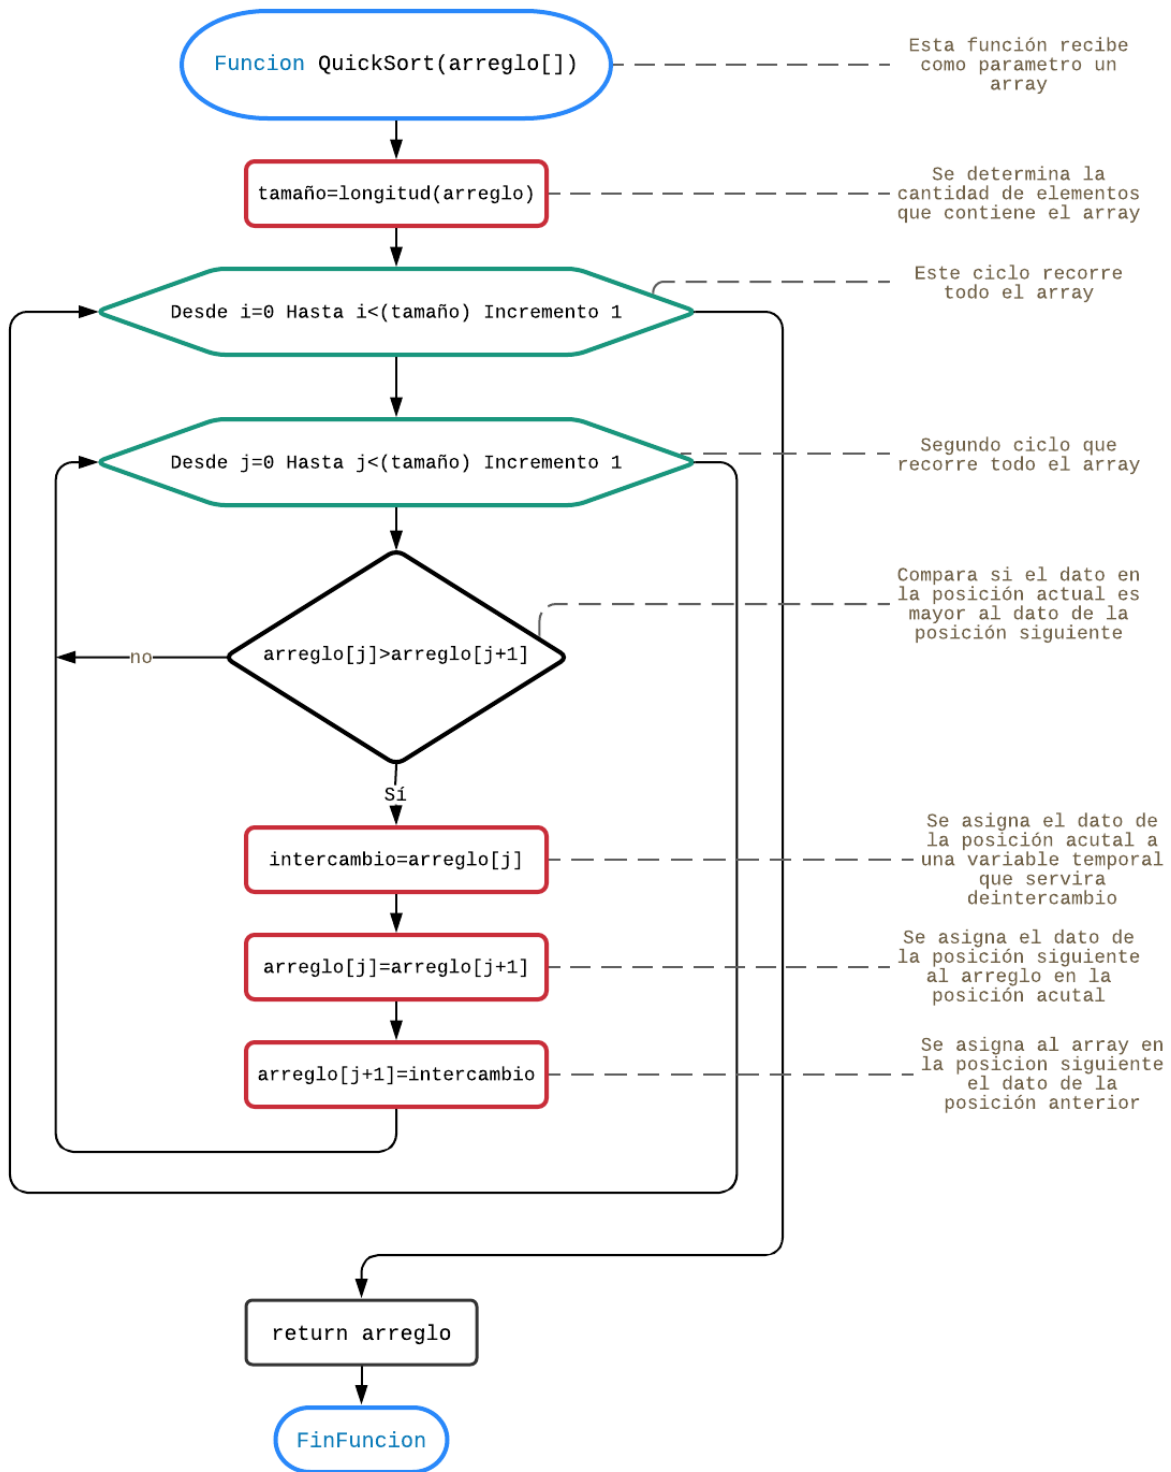 Funcion QuickSort(arreglo[])
Esta función recibe
como parametro un
array
tamaño=longitud(arreglo)
Se determina la
cantidad de elementos
que contiene el array
Desde i=0 Hasta i<(tamaño) Incremento 1
Este ciclo recorre
todo el array
Desde j=0 Hasta j<(tamaño) Incremento 1
Segundo ciclo que
recorre todo el array
arreglo[j]>arreglo[j+1]
Compara si el dato en
la posición actual es
mayor al dato de la
posición siguiente
no
Sí
intercambio=arreglo[j]
Se asigna el dato de
la posición acutal a
una variable temporal
que servira
deintercambio
arreglo[j]=arreglo[j+1]
Se asigna el dato de
la posición siguiente
al arreglo en la
posición acutal
arreglo[j+1]=intercambio
Se asigna al array en
la posicion siguiente
el dato de la
posición anterior
return arreglo
FinFuncion